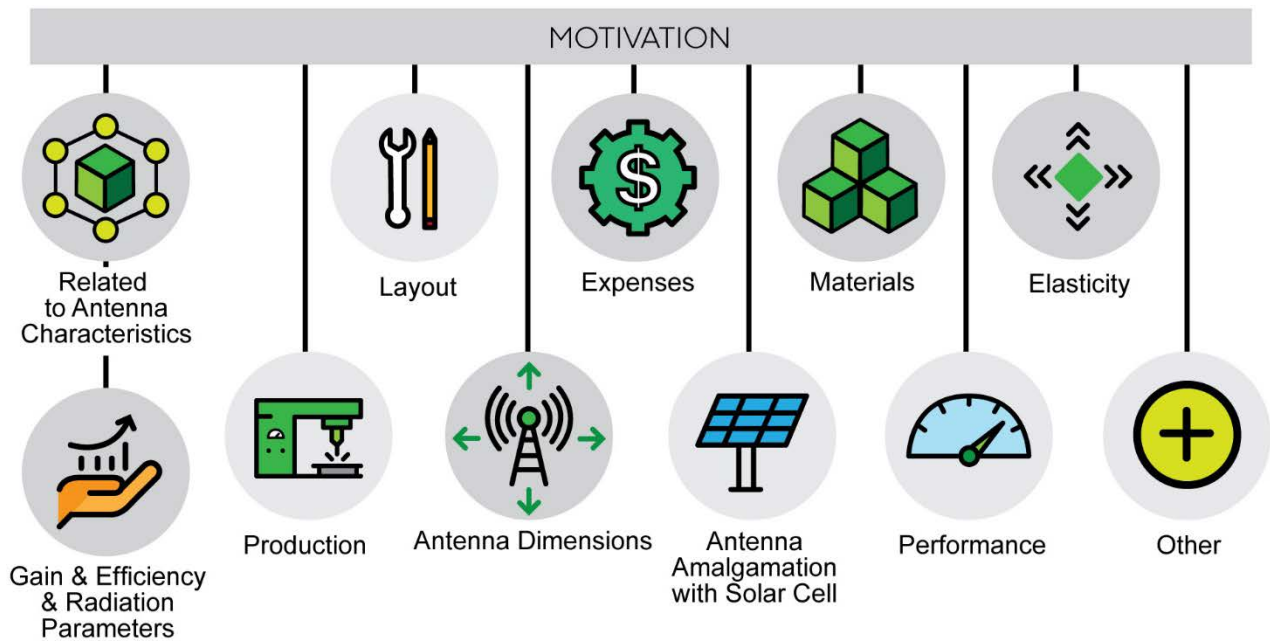 MOTIVATION
Related
to Antenna
Characteristics
Layout
$
Expenses
Materials
Elasticity
Gain & Efficiency
& Radiation
Parameters
Production
Antenna Dimensions
Antenna
Amalgamation
with Solar Cell
Performance
Other